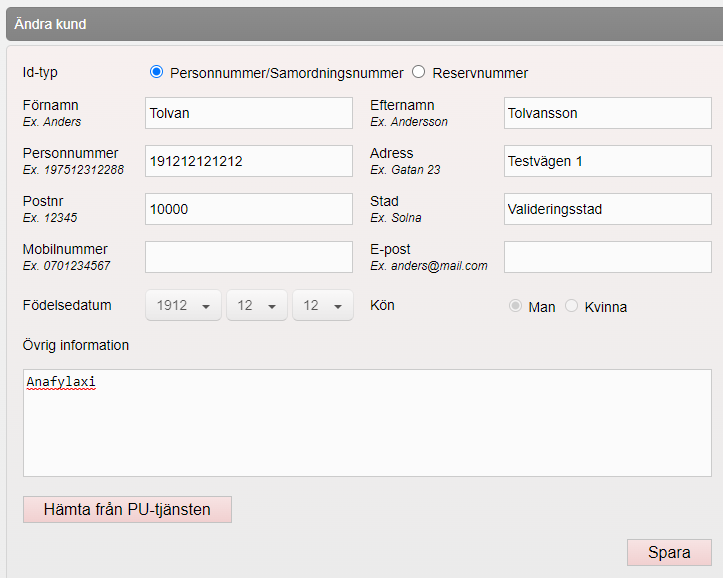 Ändra kund
Id-typ Personnummer/Samordningsnummer Reservnummer
Förnamn Tolvan Efternamn Tolvansson
Ex. Anders Ex. Andersson
Personnummer 191212121212 Adress Testvägen 1
Ex. 197512312288 Ex. Gatan 23
Postnr 10000 Stad Valideringsstad
Ex. 12345 Ex. Solna
Mobilnummer E-post
Ex. 0701234567 Ex. anders@mail.com
Födelsedatum 1912 12 12 Kön Man Kvinna
Övrig information
Anafylaxi
Hämta från PU-tjänsten
Spara